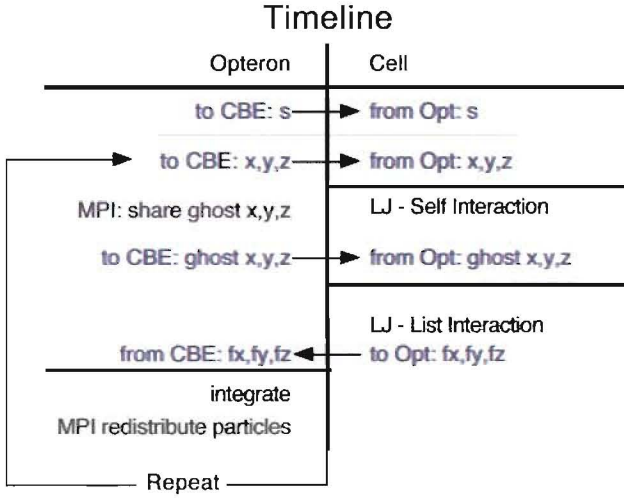 Timeline
Opteron Cell
to CBE: s from Opt: s
to CBE: x,y,z from Opt: x,y,z
MPI: share ghost x,y,z LJ - Self Interaction
to CBE: ghost x,y,z from Opt: ghost x,y,z
LJ - List Interaction
from CBE: fx,fy,fz to Opt: fx,fy,fz
integrate
MPI redistribute particles
Repeat